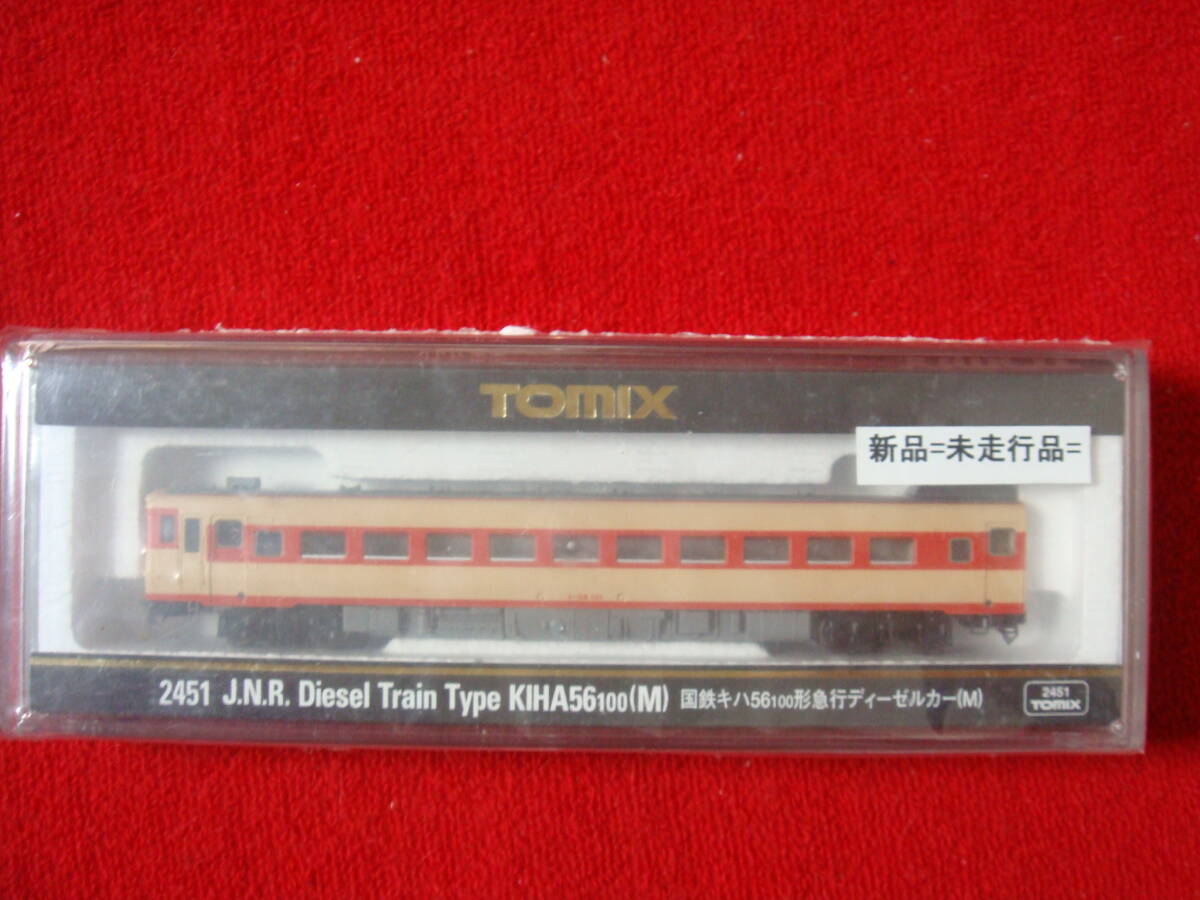 TOMIX
新品=未走行品=
2451 J.N.R. Diesel Train Type KIHA56100(M) 国鉄キハ56100形急行ディーゼルカー(M)
2451
TOMIX